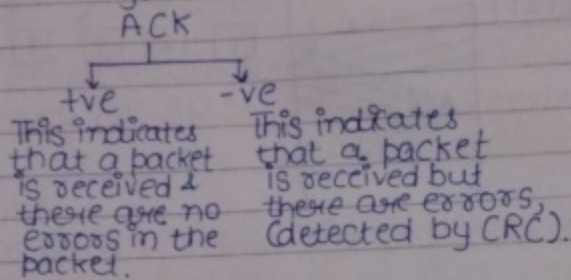 ACK
+ve
This indicates
that a packet
is received &
there are no
errors in the
packet.
-ve
This indicates
that a packet
is received but
there are errors,
(detected by CRC).